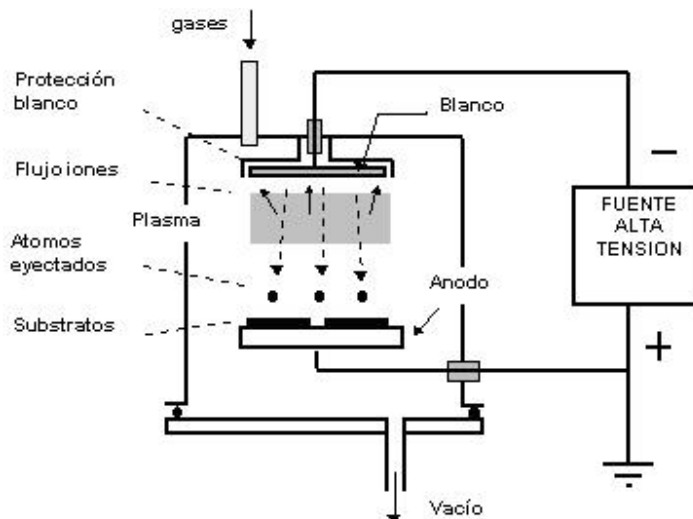 gases
Protección
blanco
Blanco
Flujo iones
Plasma
Atomos
eyectados
Anodo
Substratos
−
FUENTE
ALTA
TENSION
+
Vacío